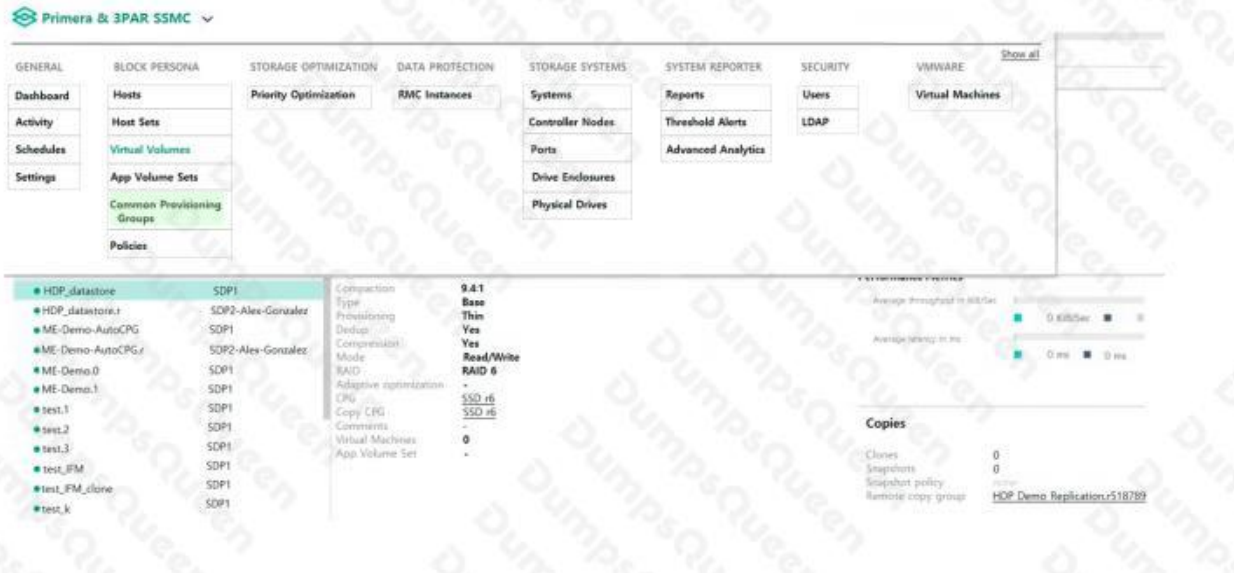 Primera & 3PAR SSMC
Show all
GENERAL
Dashboard
Activity
Schedules
Settings
BLOCK PERSONA
Hosts
Host Sets
Virtual Volumes
App Volume Sets
Common Provisioning
Groups
Policies
STORAGE OPTIMIZATION
Priority Optimization
DATA PROTECTION
RMC Instances
STORAGE SYSTEMS
Systems
Controller Nodes
Ports
Drive Enclosures
Physical Drives
SYSTEM REPORTER
Reports
Threshold Alerts
Advanced Analytics
SECURITY
Users
LDAP
VMWARE
Virtual Machines
HDP_datastore SDP1
HDP_datastore.r SDP2-Alex-Gonzalez
ME-Demo-AutoCPG SDP1
ME-Demo-AutoCPG.r SDP2-Alex-Gonzalez
ME-Demo.0 SDP1
ME-Demo.1 SDP1
test.1 SDP1
test.2 SDP1
test.3 SDP1
test_IFM SDP1
test_IFM_clone SDP1
test_k SDP1
Compaction 9.4:1
Type Base
Provisioning Thin
Dedup Yes
Compression Yes
Mode Read/Write
RAID RAID 6
Adaptive optimization -
CPG SSD r6
Copy CPG SSD r6
Comments -
Virtual Machines 0
App Volume Set -
Performance Metrics
Average throughput in KiB/Sec
0 KiB/Sec
Average latency in ms
0 ms 0 ms
Copies
Clones 0
Snapshots 0
Snapshot policy none
Remote copy group HDP Demo Replication.r518789
DumpsQueen